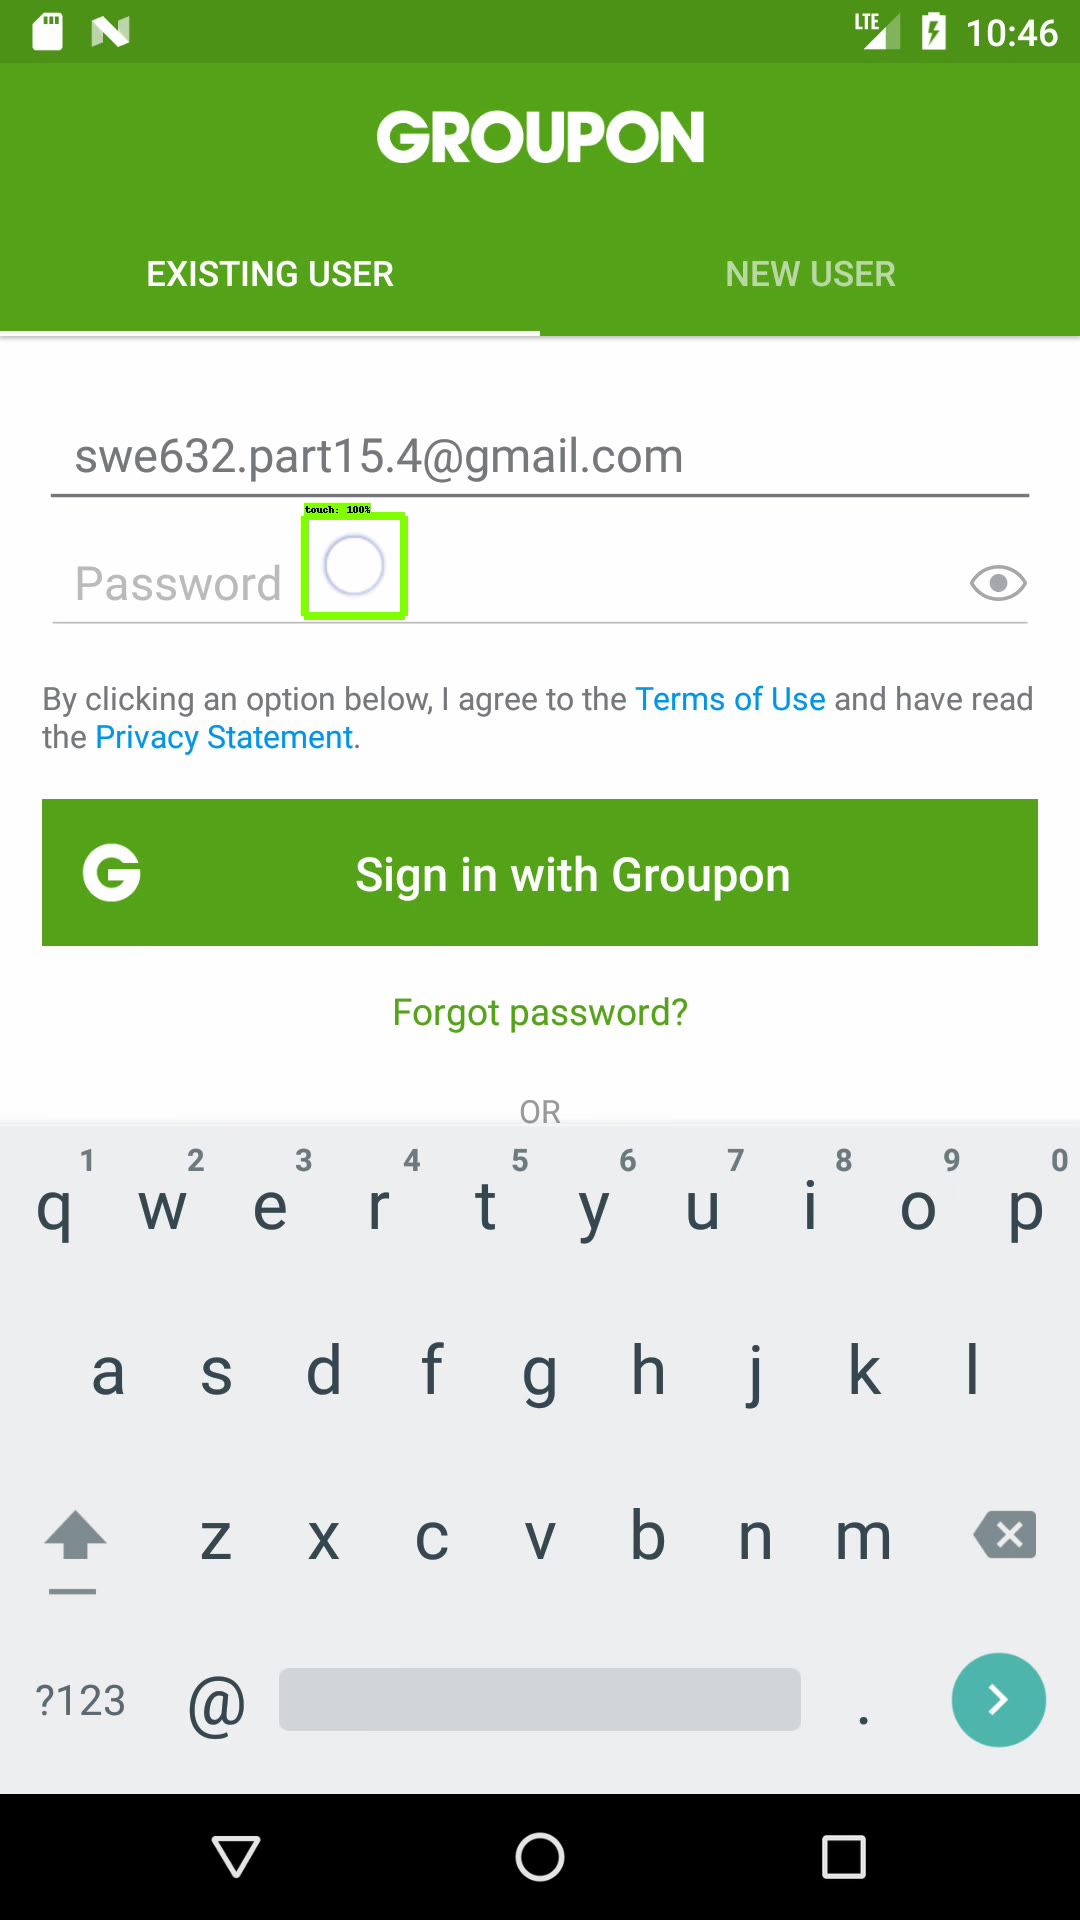 LTE 10:46
GROUPON
EXISTING USER NEW USER
swe632.part15.4@gmail.com
touch: 100%
Password
By clicking an option below, I agree to the Terms of Use and have read
the Privacy Statement.
G Sign in with Groupon
Forgot password?
OR
1 2 3 4 5 6 7 8 9 0
q w e r t y u i o p
a s d f g h j k l
z x c v b n m
?123 @ .